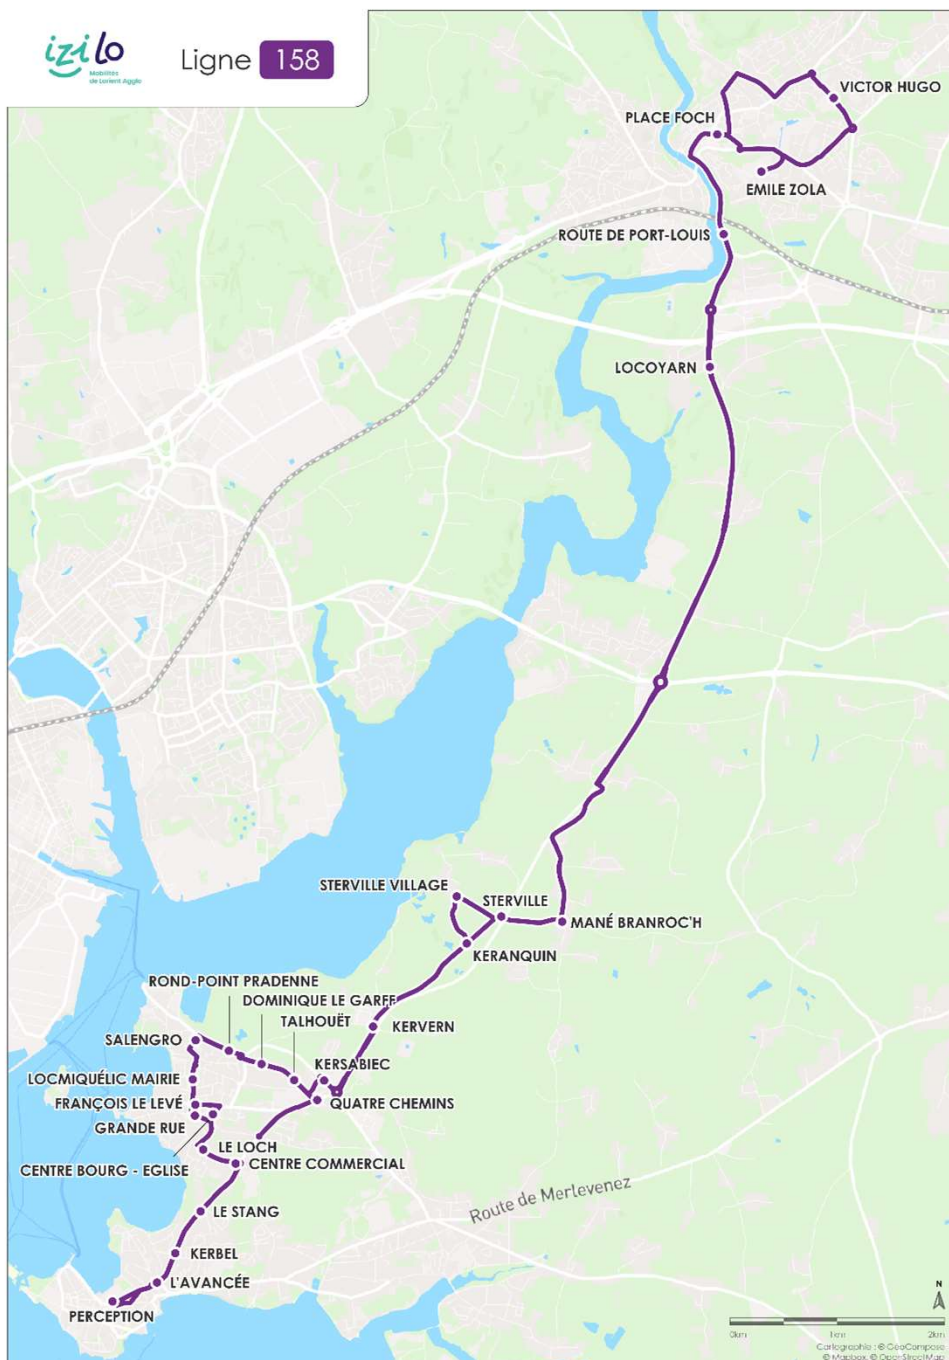 izilo
Mobilités
de Lorient Agglo
Ligne 158
VICTOR HUGO
PLACE FOCH
EMILE ZOLA
ROUTE DE PORT-LOUIS
LOCOYARN
STERVILLE VILLAGE
STERVILLE
MANÉ BRANROC'H
KERANQUIN
ROND-POINT PRADENNE
DOMINIQUE LE GARFF
TALHOUËT
KERVERN
SALENGRO
KERSABIEC
LOCMIQUÉLIC MAIRIE
FRANÇOIS LE LEVÉ
QUATRE CHEMINS
GRANDE RUE
LE LOCH
CENTRE BOURG - EGLISE
CENTRE COMMERCIAL
Route de Merlevenez
LE STANG
KERBEL
L'AVANCÉE
PERCEPTION
N
0km 1km 2km
Cartographie : © GéoCompose
© Mapbox, © OpenStreetMap